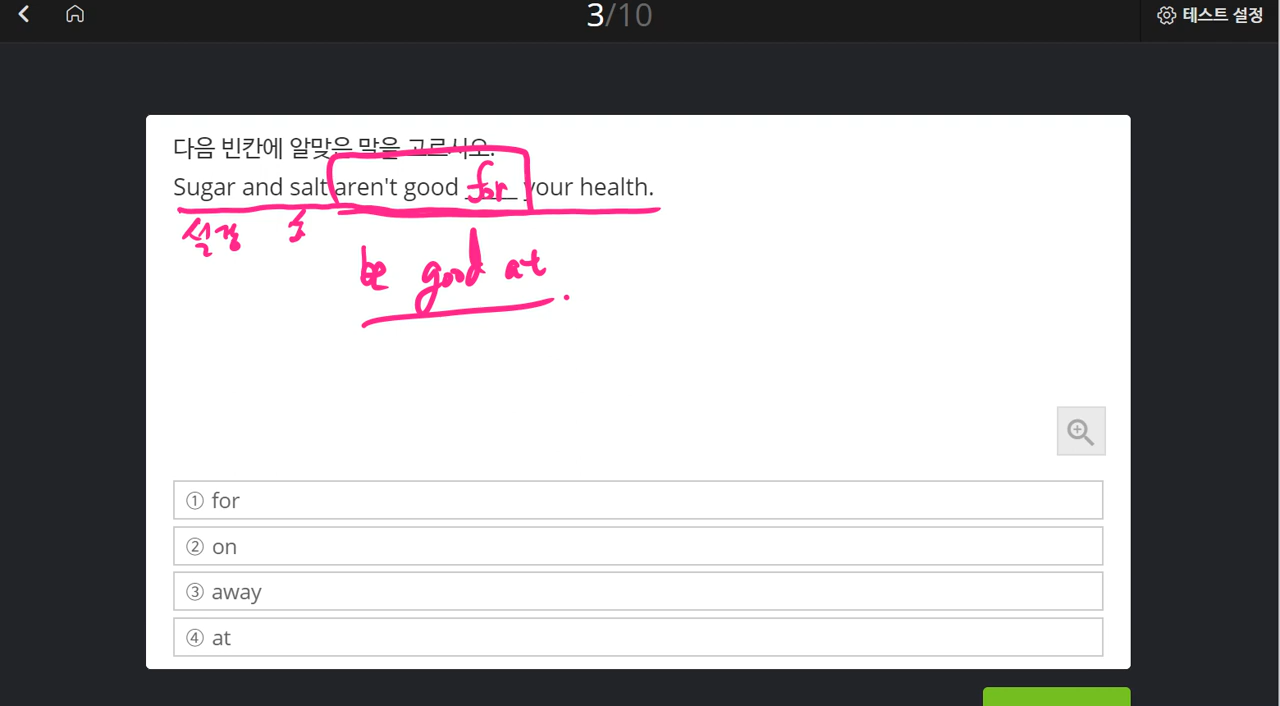 3/10
테스트 설정
다음 빈칸에 알맞은 말을 고르시오.
Sugar and salt aren't good for your health.
설탕
be good at.
① for
② on
③ away
④ at